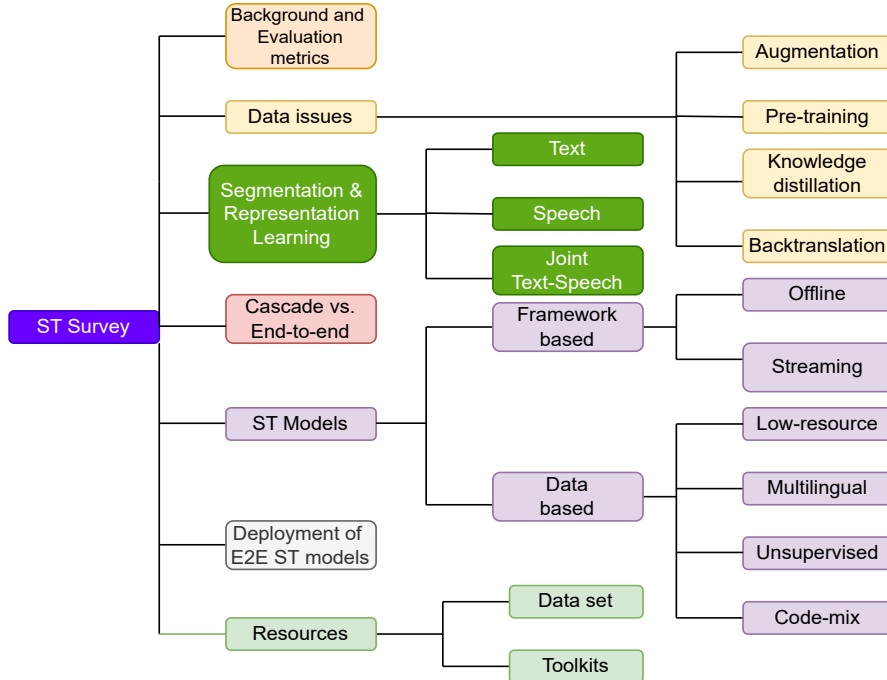 ST Survey
Background and
Evaluation
metrics
Data issues
Augmentation
Pre-training
Knowledge
distillation
Backtranslation
Segmentation &
Representation
Learning
Text
Speech
Joint
Text-Speech
Cascade vs.
End-to-end
ST Models
Framework
based
Offline
Streaming
Data
based
Low-resource
Multilingual
Unsupervised
Code-mix
Deployment of
E2E ST models
Resources
Data set
Toolkits